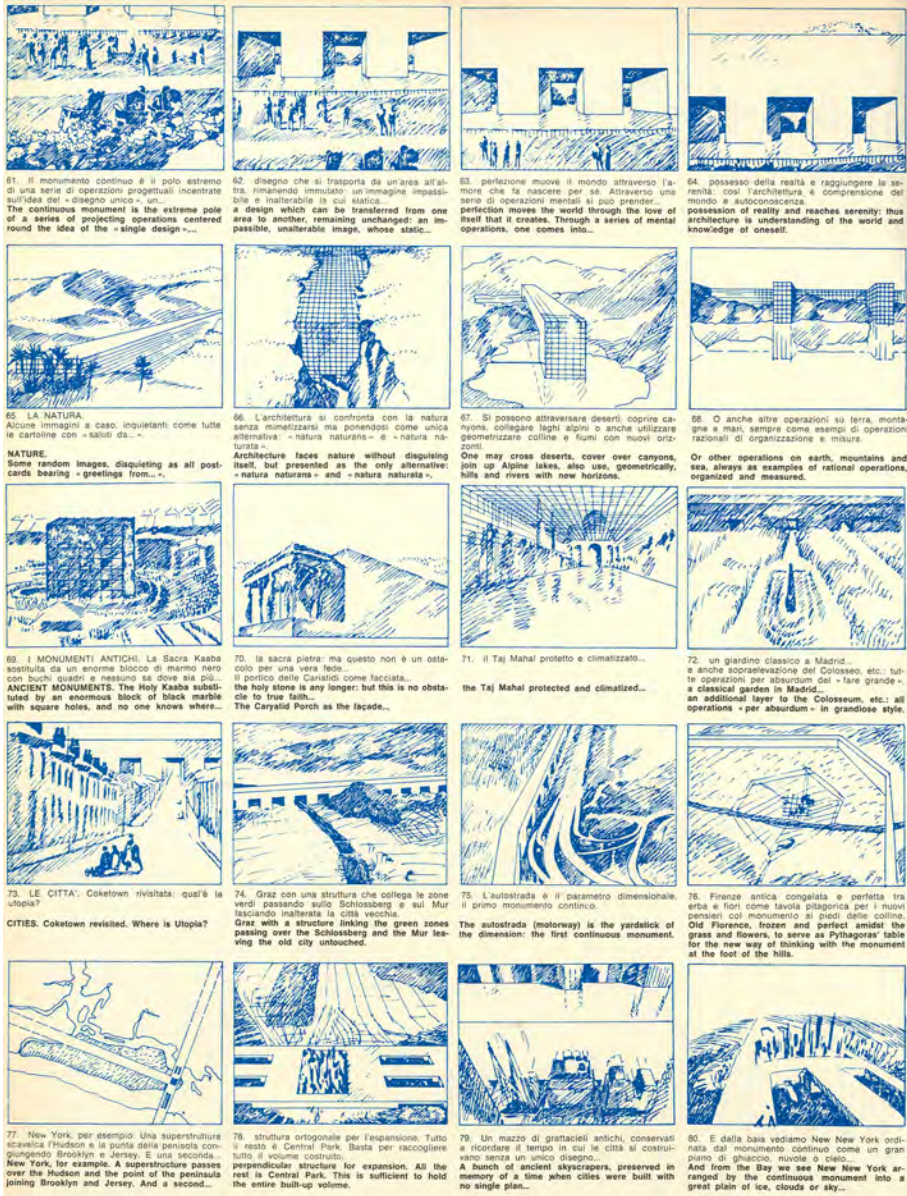 61. Il monumento continuo è il polo estremo
di una serie di operazioni progettuali incentrate
sull'idea del « disegno unico », un...
The continuous monument is the extreme pole
of a series of projecting operations centered
round the idea of the « single design »,...
62. disegno che si trasporta da un'area all'al-
tra, rimanendo immutato: un'immagine impassi-
bile e inalterabile la cui statica...
a design which can be transferred from one
area to another, remaining unchanged: an im-
passible, unalterable image, whose static...
63. perfezione muove il mondo attraverso l'a-
more che fa nascere per sé. Attraverso una
serie di operazioni mentali si può prender...
perfection moves the world through the love of
itself that it creates. Through a series of mental
operations, one comes into...
64. possesso della realtà e raggiungere la se-
renità: così l'architettura è comprensione del
mondo e autoconoscenza.
possession of reality and reaches serenity: thus
architecture is understanding of the world and
knowledge of oneself.
65. LA NATURA.
Alcune immagini a caso, inquietanti come tutte
le cartoline con « saluti da... ».
NATURE.
Some random images, disquieting as all post-
cards bearing « greetings from... ».
66. L'architettura si confronta con la natura
senza mimetizzarsi ma ponendosi come unica
alternativa: « natura naturans » e « natura na-
turata ».
Architecture faces nature without disguising
itself, but presented as the only alternative:
« natura naturans » and « natura naturata ».
67. Si possono attraversare deserti, coprire ca-
nyons, collegare laghi alpini o anche utilizzare
geometrizzare colline e fiumi con nuovi oriz-
zonti.
One may cross deserts, cover over canyons,
join up Alpine lakes, also use, geometrically,
hills and rivers with new horizons.
68. O anche altre operazioni su terra, monta-
gne e mari, sempre come esempi di operazioni
razionali di organizzazione e misura.
Or other operations on earth, mountains and
sea, always as examples of rational operations,
organized and measured.
69. I MONUMENTI ANTICHI. La Sacra Kaaba
sostituita da un enorme blocco di marmo nero
con buchi quadri e nessuno sa dove sia più...
ANCIENT MONUMENTS. The Holy Kaaba substi-
tuted by an enormous block of black marble
with square holes, and no one knows where...
70. la sacra pietra: ma questo non è un osta-
colo per una vera fede...
Il portico delle Cariatidi come facciata...
the holy stone is any longer: but this is no obsta-
cle to true faith...
The Caryatid Porch as the façade...
71. il Taj Mahal protetto e climatizzato...
the Taj Mahal protected and climatized...
72. un giardino classico a Madrid...
e anche sopraelevazione del Colosseo, etc.: tut-
te operazioni per absurdum del « fare grande ».
a classical garden in Madrid...
an additional layer to the Colosseum, etc.: all
operations « per absurdum » in grandiose style.
73. LE CITTA'. Coketown rivisitata: qual'è la
utopia?
CITIES. Coketown revisited. Where is Utopia?
74. Graz con una struttura che collega le zone
verdi passando sullo Schlossberg e sul Mur
lasciando inalterata la città vecchia.
Graz with a structure linking the green zones
passing over the Schlossberg and the Mur lea-
ving the old city untouched.
75. L'autostrada è il parametro dimensionale,
il primo monumento continuo.
The autostrada (motorway) is the yardstick of
the dimension: the first continuous monument.
76. Firenze antica congelata e perfetta tra
erba e fiori come tavola pitagorica per i nuovi
pensieri col monumento ai piedi delle colline.
Old Florence, frozen and perfect amidst the
grass and flowers, to serve as Pythagoras' table
for the new way of thinking with the monument
at the foot of the hills.
77. New York, per esempio. Una superstruttura
scavalca l'Hudson e la punta della penisola con-
giungendo Brooklyn e Jersey. E una seconda...
New York, for example. A superstructure passes
over the Hudson and the point of the peninsula
joining Brooklyn and Jersey. And a second...
78. struttura ortogonale per l'espansione. Tutto
il resto è Central Park. Basta per raccogliere
tutto il volume costruito.
perpendicular structure for expansion. All the
rest is Central Park. This is sufficient to hold
the entire built-up volume.
79. Un mazzo di grattacieli antichi, conservati
a ricordare il tempo in cui le città si costrui-
vano senza un unico disegno...
A bunch of ancient skyscrapers, preserved in
memory of a time when cities were built with
no single plan...
80. E dalla baia vediamo New New York ordi-
nata dal monumento continuo come un gran
piano di ghiaccio, nuvole o cielo...
And from the Bay we see New New York ar-
ranged by the continuous monument into a
great plain of ice, clouds or sky...